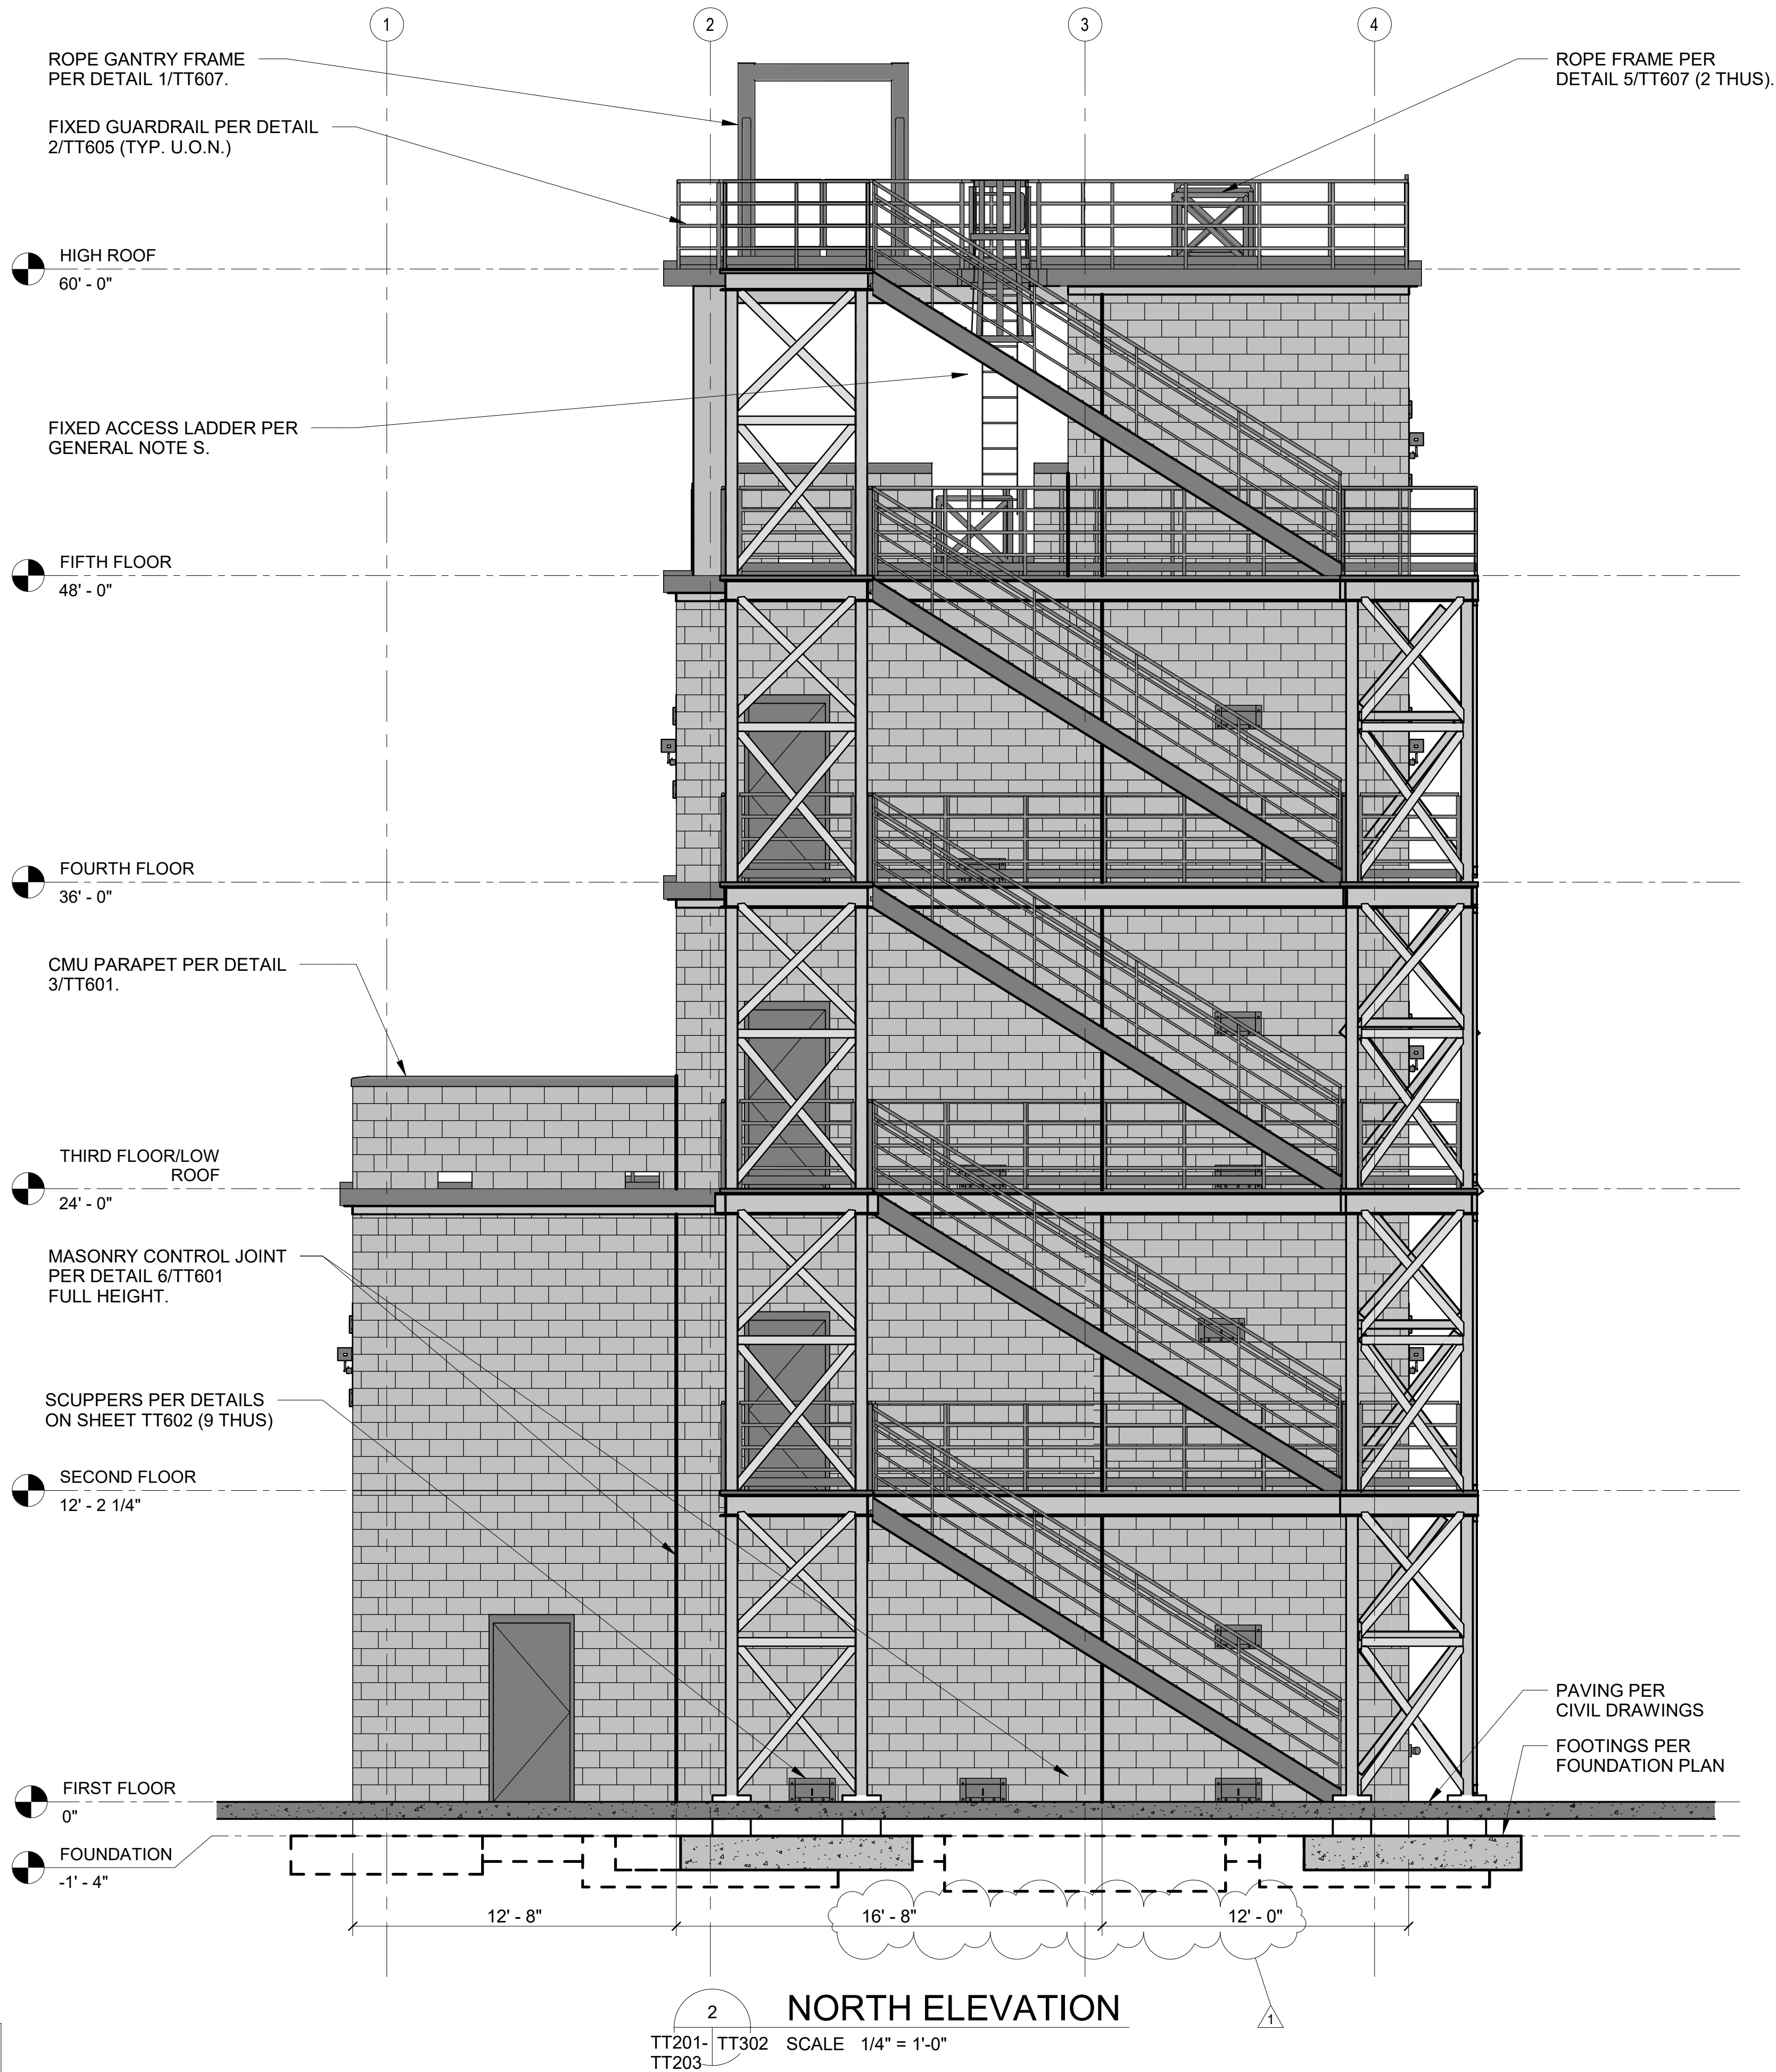 1
2
3
4
ROPE GANTRY FRAME
PER DETAIL 1/TT607.
ROPE FRAME PER
DETAIL 5/TT607 (2 THUS).
FIXED GUARDRAIL PER DETAIL
2/TT605 (TYP. U.O.N.)
HIGH ROOF
60' - 0"
FIXED ACCESS LADDER PER
GENERAL NOTE S.
FIFTH FLOOR
48' - 0"
FOURTH FLOOR
36' - 0"
CMU PARAPET PER DETAIL
3/TT601.
THIRD FLOOR/LOW
ROOF
24' - 0"
MASONRY CONTROL JOINT
PER DETAIL 6/TT601
FULL HEIGHT.
SCUPPERS PER DETAILS
ON SHEET TT602 (9 THUS)
SECOND FLOOR
12' - 2 1/4"
PAVING PER
CIVIL DRAWINGS
FOOTINGS PER
FOUNDATION PLAN
FIRST FLOOR
0"
FOUNDATION
-1' - 4"
12' - 8"
16' - 8"
12' - 0"
2
NORTH ELEVATION
1
TT201-
TT203
TT302
SCALE 1/4" = 1'-0"